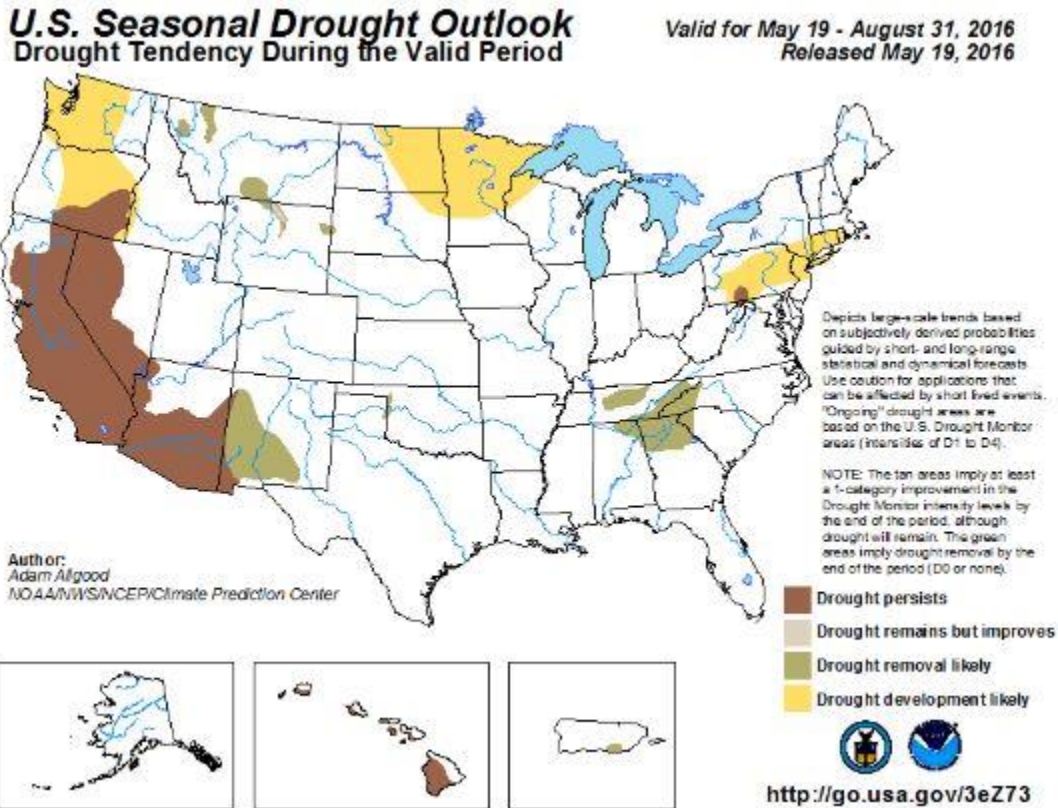 U.S. Seasonal Drought Outlook
Drought Tendency During the Valid Period
Valid for May 19 - August 31, 2016
Released May 19, 2016
Depicts large-scale trends based
on subjectively derived probabilities
guided by short- and long-range
statistical and dynamical forecasts.
Use caution for applications that
can be affected by short lived events.
"Ongoing" drought areas are
based on the U.S. Drought Monitor
areas (intensities of D1 to D4).
NOTE: The tan areas imply at least
a 1-category improvement in the
Drought Monitor intensity levels by
the end of the period, although
drought will remain. The green
areas imply drought removal by the
end of the period (D0 or none).
Author:
Adam Allgood
NOAA/NWS/NCEP/Climate Prediction Center
Drought persists
Drought remains but improves
Drought removal likely
Drought development likely
http://go.usa.gov/3eZ73